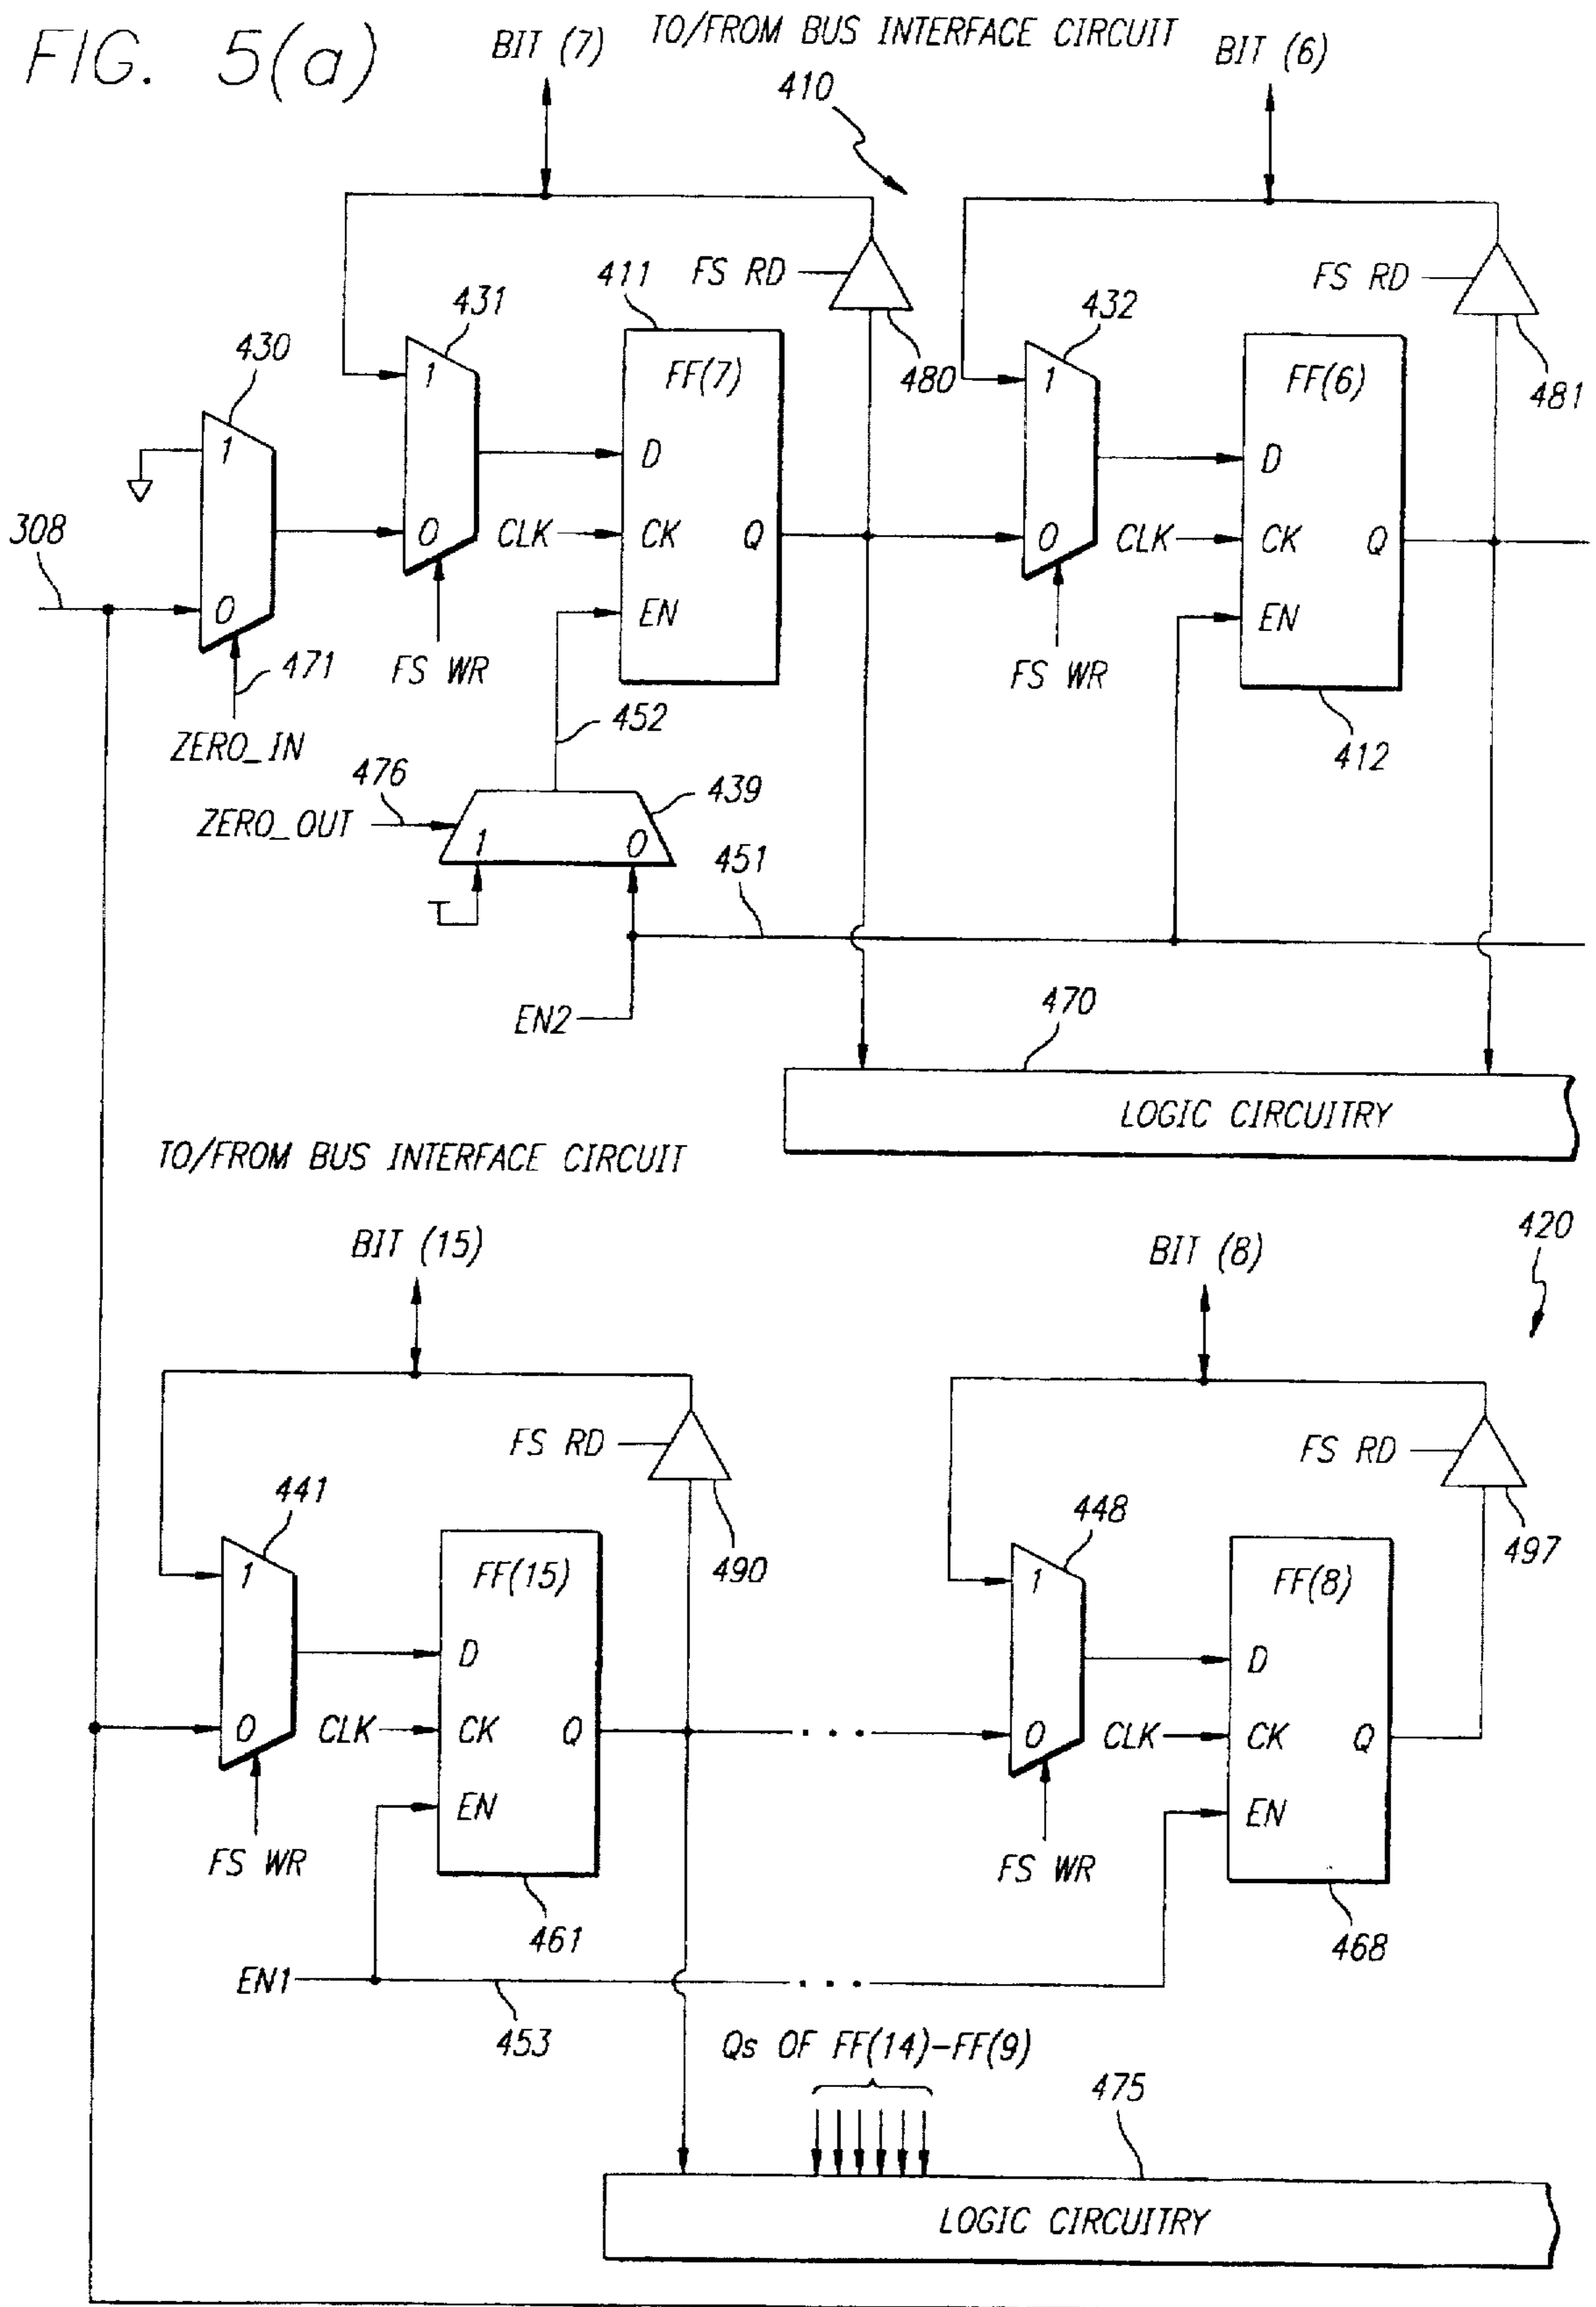 FIG. 5(a)
BIT (7)
TO/FROM BUS INTERFACE CIRCUIT
BIT (6)
410
411
FS RD
480
FS RD
481
430
431
432
1
1
FF(7)
1
FF(6)
D
D
308
0
0
CLK
CK
Q
0
CLK
CK
Q
EN
EN
471
FS WR
FS WR
ZERO_IN
452
412
476
439
ZERO_OUT
1
0
451
EN2
470
LOGIC CIRCUITRY
TO/FROM BUS INTERFACE CIRCUIT
420
BIT (15)
BIT (8)
FS RD
490
FS RD
497
441
448
1
FF(15)
1
FF(8)
D
D
0
CLK
CK
Q
0
CLK
CK
Q
EN
EN
FS WR
FS WR
461
468
EN1
453
Qs OF FF(14)-FF(9)
475
LOGIC CIRCUITRY